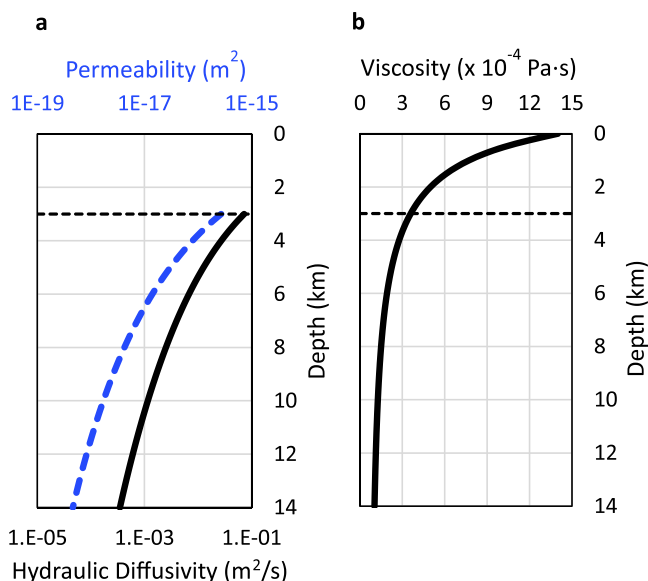 a
Permeability (m²)
1E-19 1E-17 1E-15
0
2
4
6
8
10
12
14
Depth (km)
1.E-05 1.E-03 1.E-01
Hydraulic Diffusivity (m²/s)
b
Viscosity (x 10⁻⁴ Pa·s)
0 3 6 9 12 15
0
2
4
6
8
10
12
14
Depth (km)